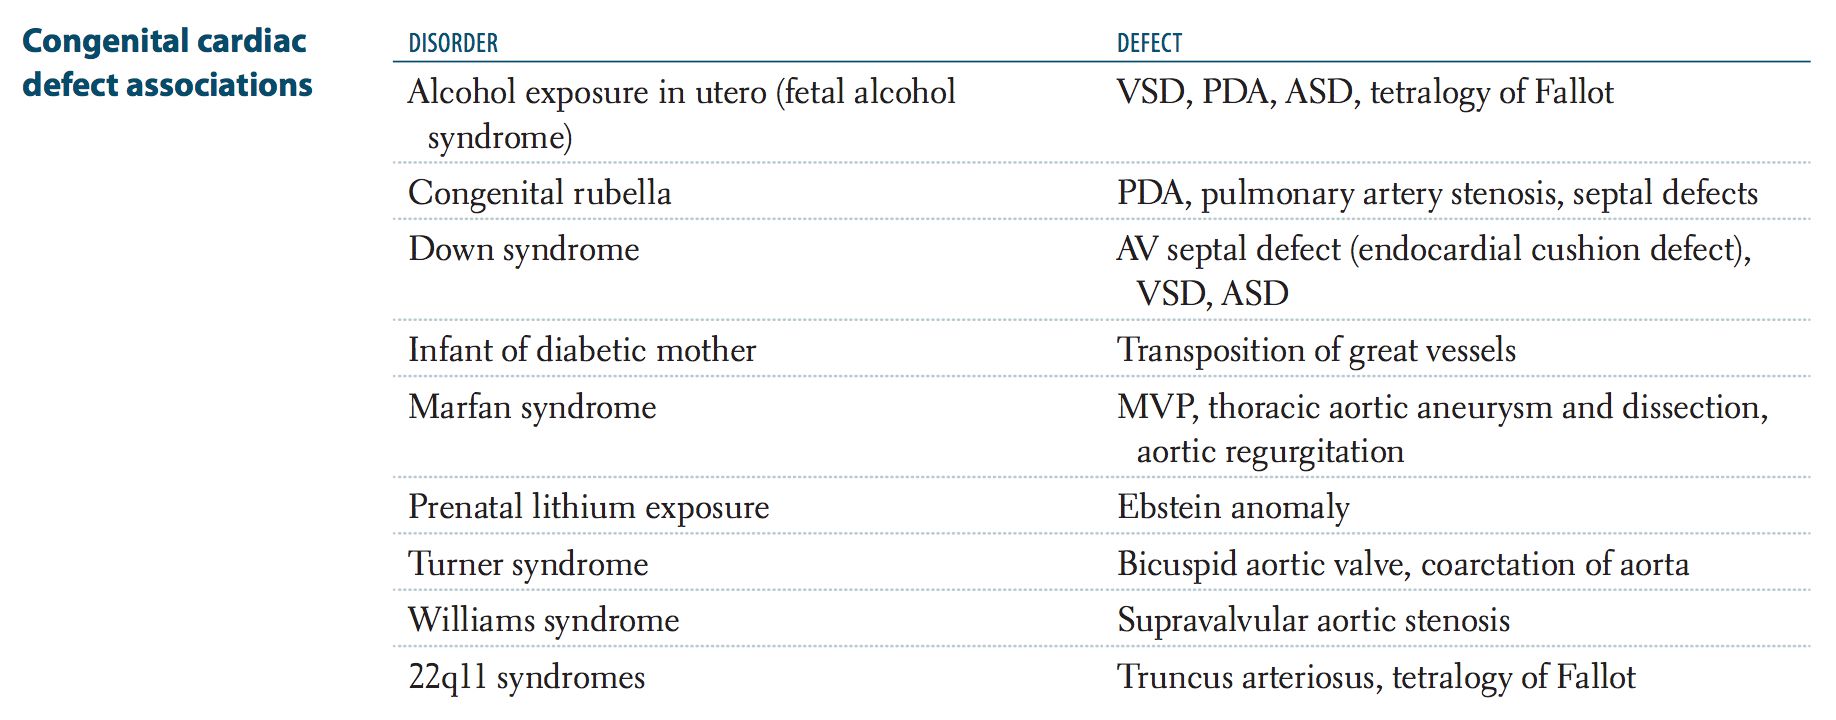 Congenital cardiac
defect associations
DISORDER DEFECT
Alcohol exposure in utero (fetal alcohol
syndrome)
VSD, PDA, ASD, tetralogy of Fallot
Congenital rubella PDA, pulmonary artery stenosis, septal defects
Down syndrome AV septal defect (endocardial cushion defect),
VSD, ASD
Infant of diabetic mother Transposition of great vessels
Marfan syndrome MVP, thoracic aortic aneurysm and dissection,
aortic regurgitation
Prenatal lithium exposure Ebstein anomaly
Turner syndrome Bicuspid aortic valve, coarctation of aorta
Williams syndrome Supravalvular aortic stenosis
22q11 syndromes Truncus arteriosus, tetralogy of Fallot